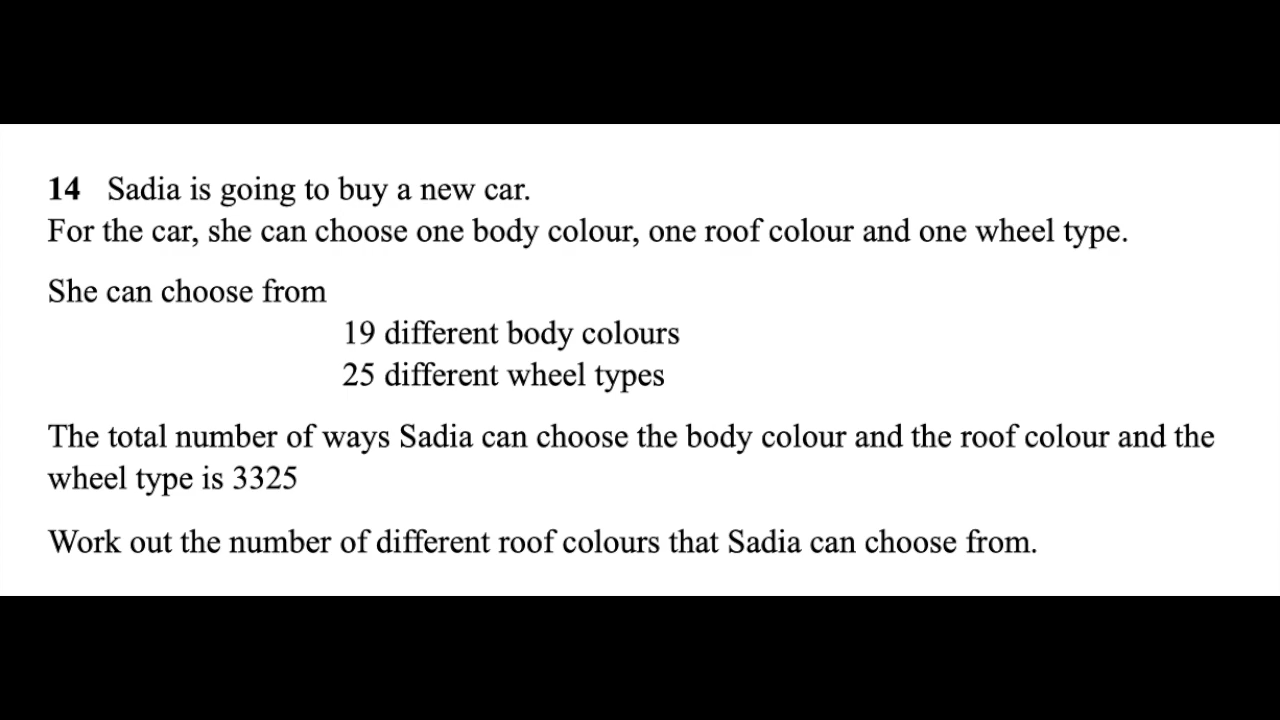 14 Sadia is going to buy a new car.
For the car, she can choose one body colour, one roof colour and one wheel type.
She can choose from
19 different body colours
25 different wheel types
The total number of ways Sadia can choose the body colour and the roof colour and the
wheel type is 3325
Work out the number of different roof colours that Sadia can choose from.